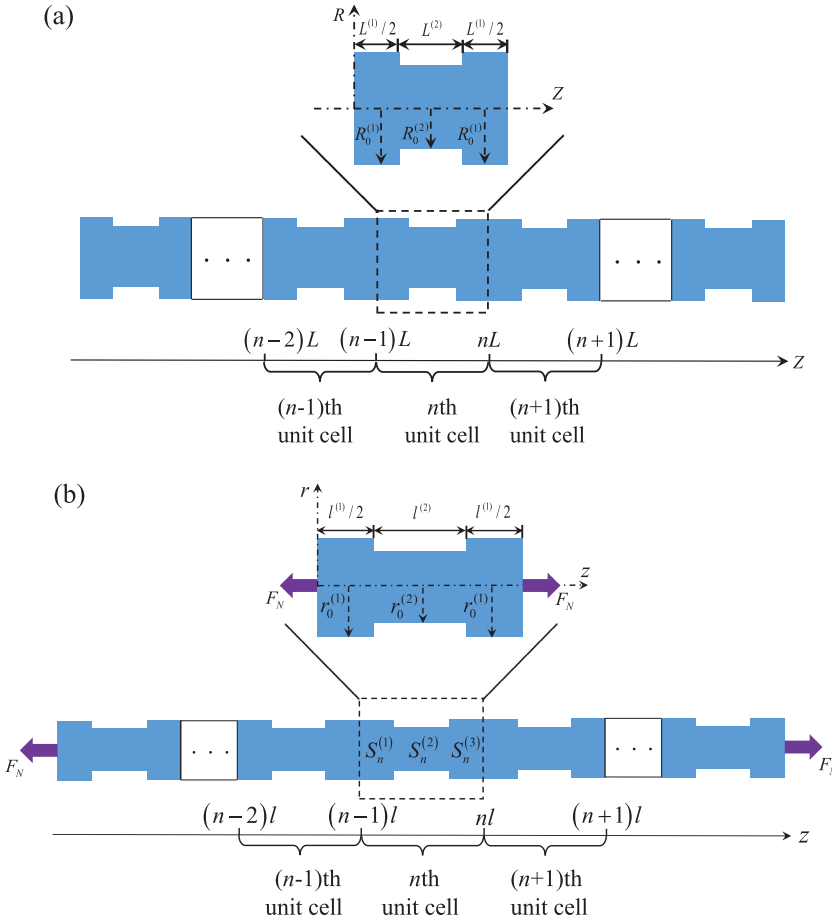 (a)
R
L^(1)/2 L^(2) L^(1)/2
Z
R_0^(1) R_0^(2) R_0^(1)
. . . . . .
(n−2)L (n−1)L nL (n+1)L
Z
(n-1)th nth (n+1)th
unit cell unit cell unit cell
(b)
r
l^(1)/2 l^(2) l^(1)/2
z
F_N F_N
r_0^(1) r_0^(2) r_0^(1)
. . . S_n^(1) S_n^(2) S_n^(3) . . .
F_N F_N
(n−2)l (n−1)l nl (n+1)l
z
(n-1)th nth (n+1)th
unit cell unit cell unit cell